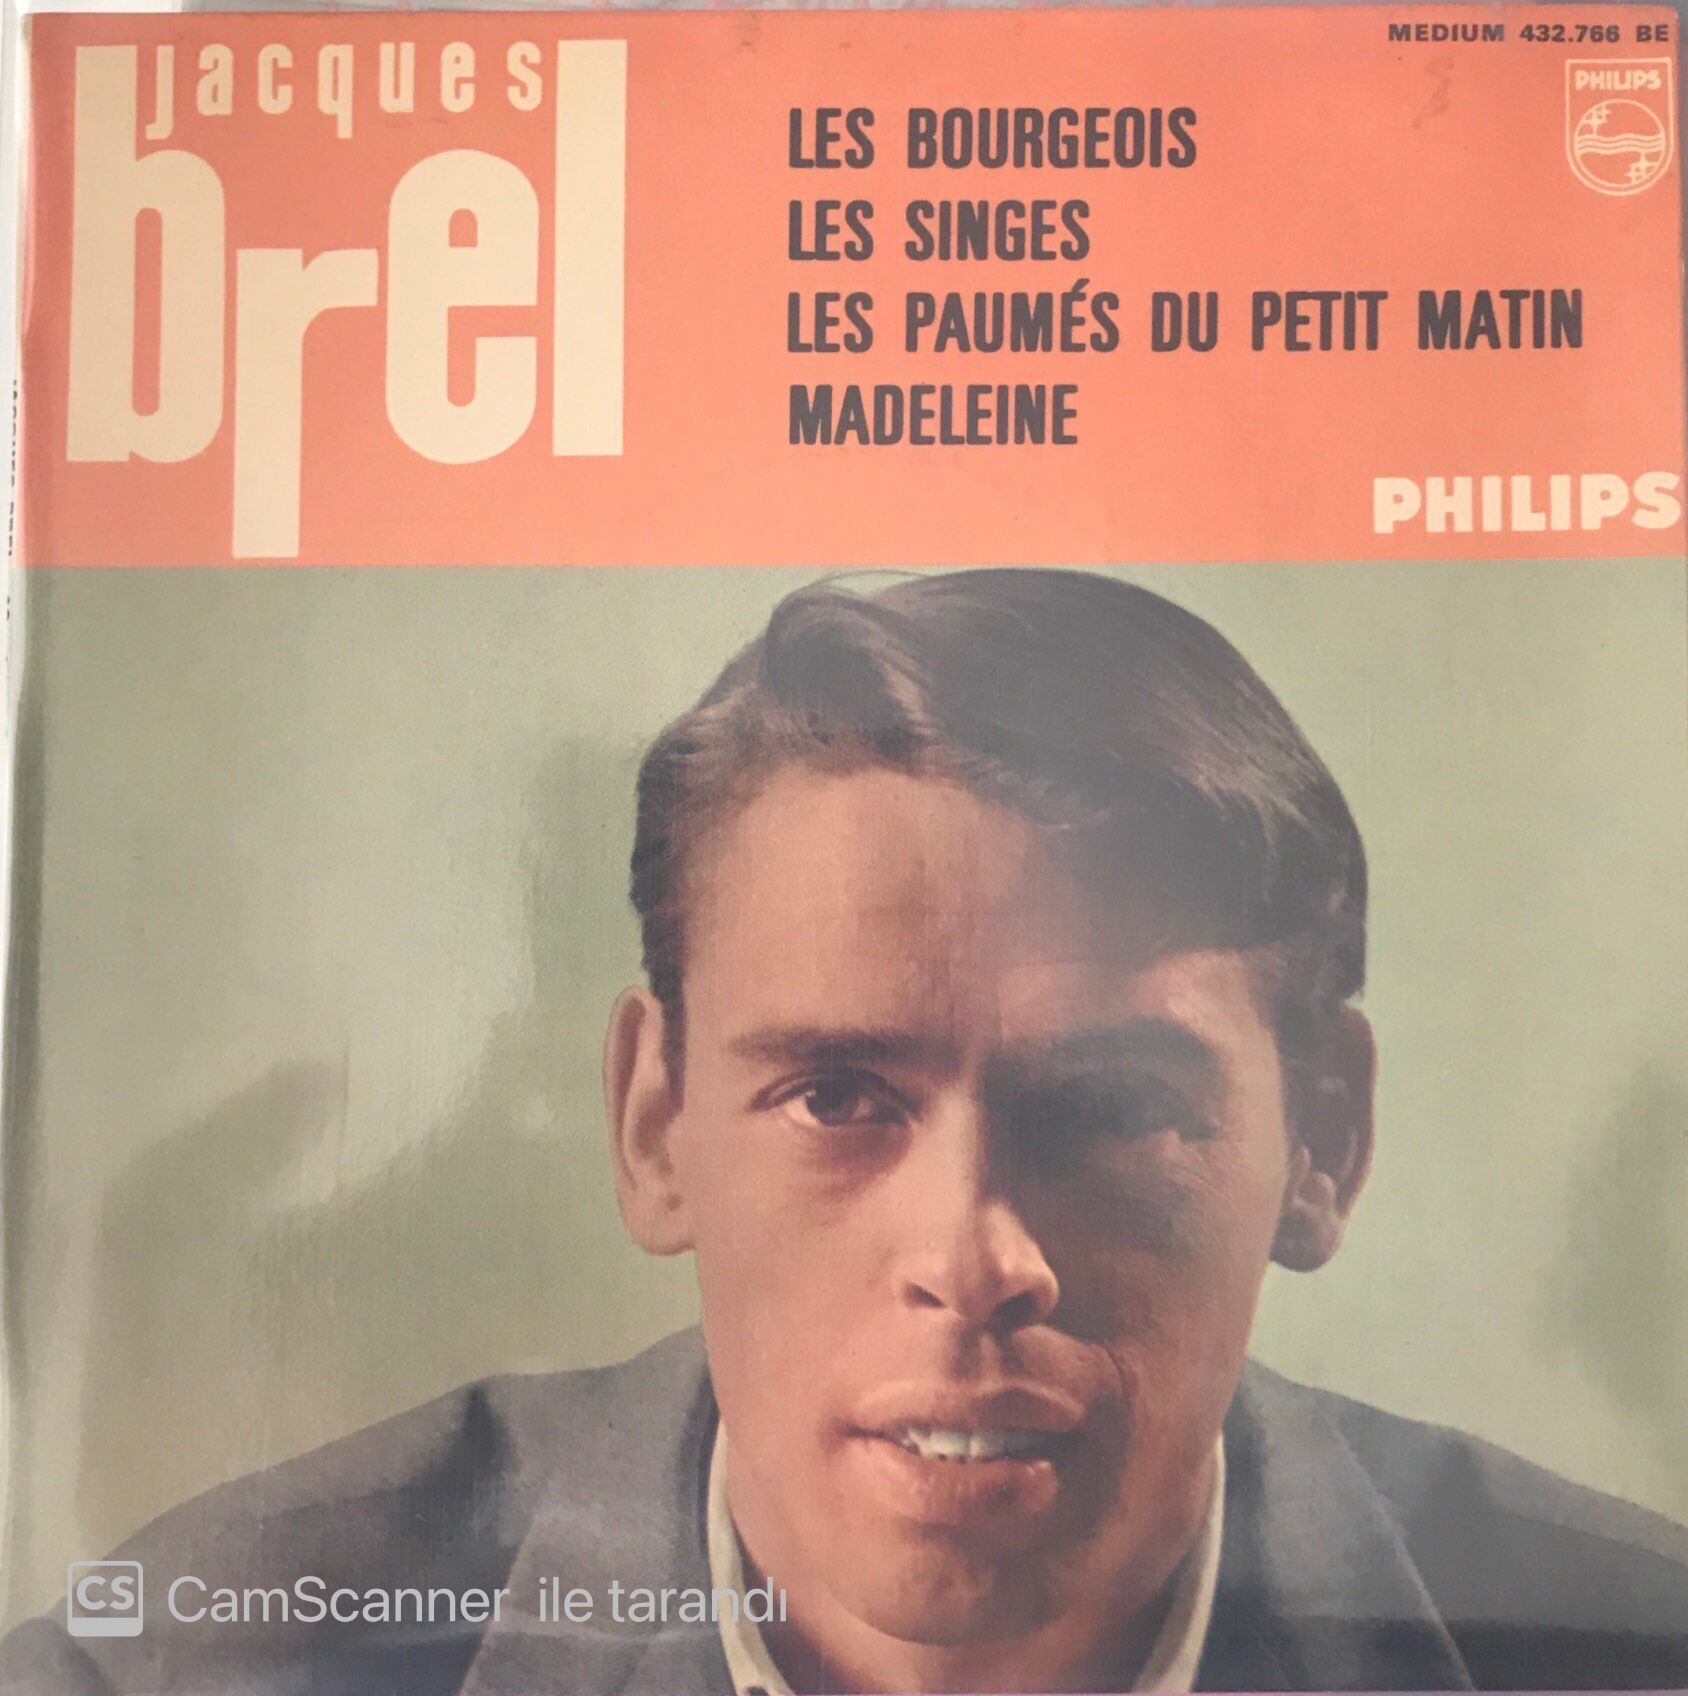 MEDIUM 432.766 BE
jacques
brel
PHILIPS
LES BOURGEOIS
LES SINGES
LES PAUMÉS DU PETIT MATIN
MADELEINE
PHILIPS
CS CamScanner ile tarandı